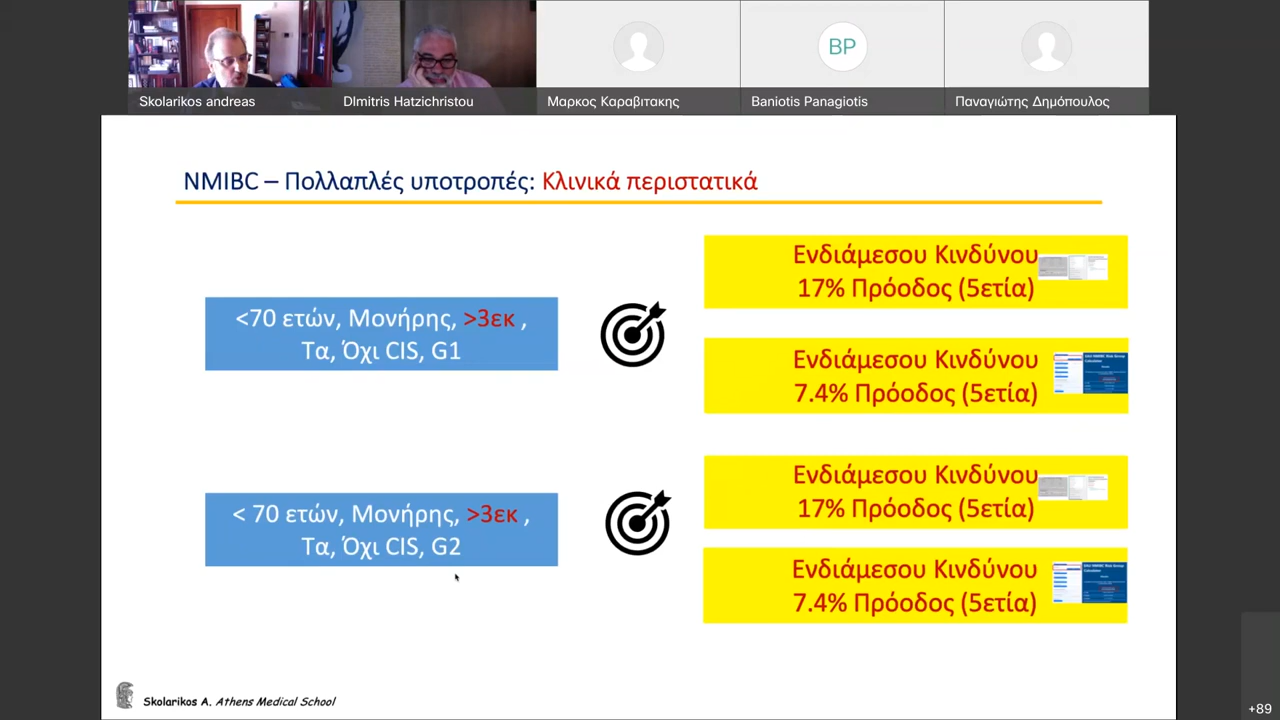 Skolarikos andreas
DImitris Hatzichristou
Μαρκος Καραβιτακης
BP
Baniotis Panagiotis
Παναγιώτης Δημόπουλος
NMIBC – Πολλαπλές υποτροπές: Κλινικά περιστατικά
<70 ετών, Μονήρης, >3εκ ,
Τα, Όχι CIS, G1
Ενδιάμεσου Κινδύνου
17% Πρόοδος (5ετία)
Ενδιάμεσου Κινδύνου
7.4% Πρόοδος (5ετία)
< 70 ετών, Μονήρης, >3εκ ,
Τα, Όχι CIS, G2
Ενδιάμεσου Κινδύνου
17% Πρόοδος (5ετία)
Ενδιάμεσου Κινδύνου
7.4% Πρόοδος (5ετία)
Skolarikos A. Athens Medical School
+89